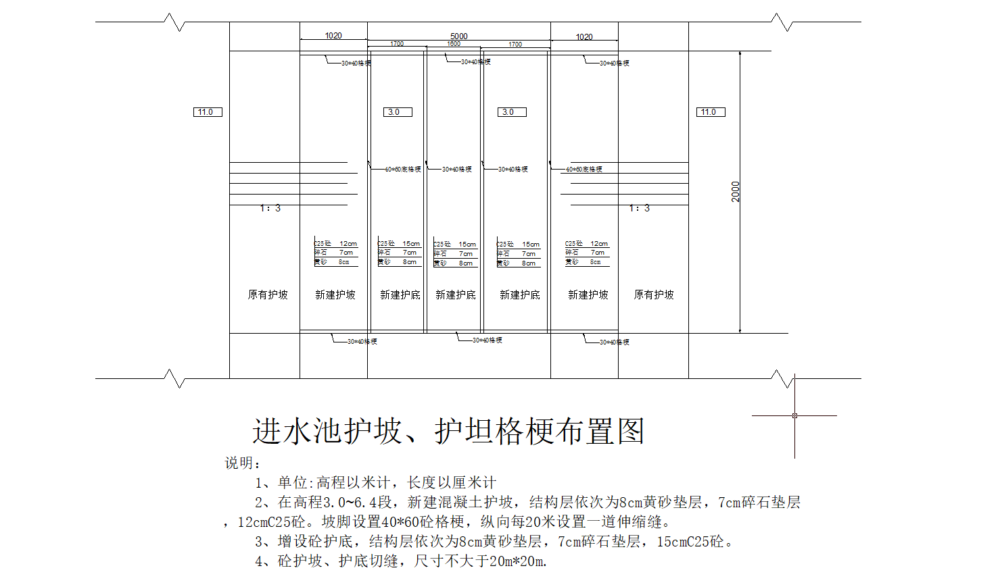 1020 5000 1020
1700 1600 1700
30*40格梗 30*40格梗 30*40格梗
11.0 3.0 3.0 11.0
40*60底格梗 30*40格梗 30*40格梗 40*60底格梗
2000
1：3 1：3
C25砼 12cm C25砼 15cm C25砼 15cm C25砼 15cm C25砼 12cm
碎石 7cm 碎石 7cm 碎石 7cm 碎石 7cm 碎石 7cm
黄砂 8cm 黄砂 8cm 黄砂 8cm 黄砂 8cm 黄砂 8cm
原有护坡 新建护坡 新建护底 新建护底 新建护底 新建护坡 原有护坡
30*40格梗 30*40格梗 30*40格梗
进水池护坡、护坦格梗布置图
说明：
1、单位:高程以米计，长度以厘米计
2、在高程3.0~6.4段，新建混凝土护坡，结构层依次为8cm黄砂垫层，7cm碎石垫层
，12cmC25砼。坡脚设置40*60砼格梗，纵向每20米设置一道伸缩缝。
3、增设砼护底，结构层依次为8cm黄砂垫层，7cm碎石垫层，15cmC25砼。
4、砼护坡、护底切缝，尺寸不大于20m*20m.